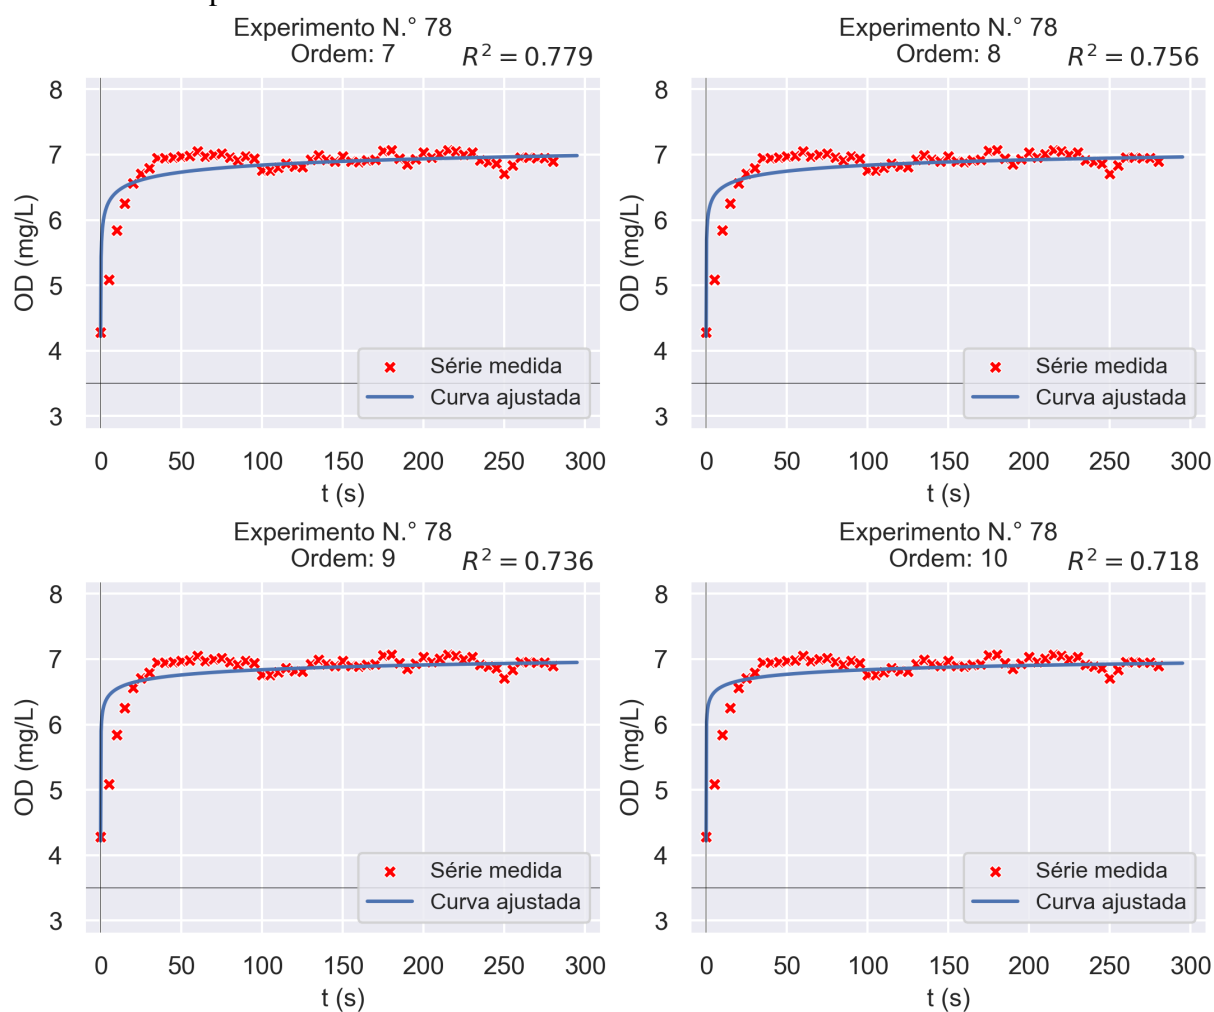 Experimento N.° 78
Ordem: 7 R² = 0.779
8
7
6
5
4
3
OD (mg/L)
Série medida
Curva ajustada
0 50 100 150 200 250 300
t (s)
Experimento N.° 78
Ordem: 8 R² = 0.756
8
7
6
5
4
3
OD (mg/L)
Série medida
Curva ajustada
0 50 100 150 200 250 300
t (s)
Experimento N.° 78
Ordem: 9 R² = 0.736
8
7
6
5
4
3
OD (mg/L)
Série medida
Curva ajustada
0 50 100 150 200 250 300
t (s)
Experimento N.° 78
Ordem: 10 R² = 0.718
8
7
6
5
4
3
OD (mg/L)
Série medida
Curva ajustada
0 50 100 150 200 250 300
t (s)